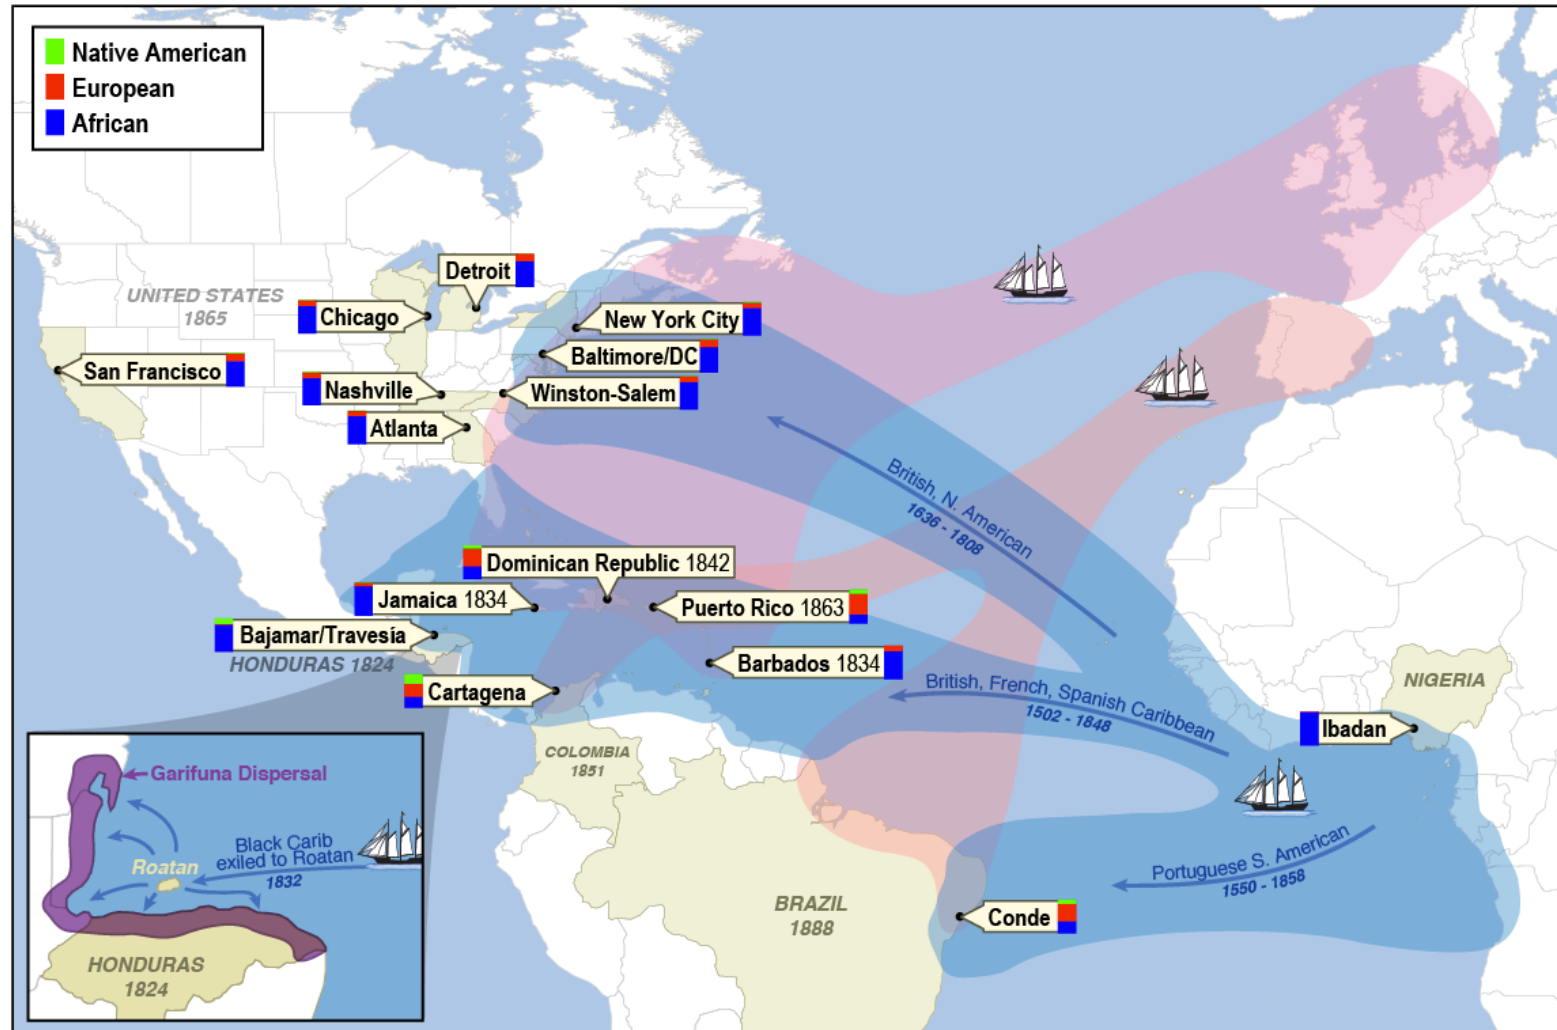 Native American
European
African
UNITED STATES
1865
Detroit
Chicago
New York City
Baltimore/DC
San Francisco
Nashville
Winston-Salem
Atlanta
British, N. American
1636 - 1808
Dominican Republic 1842
Jamaica 1834
Puerto Rico 1863
Bajamar/Travesía
HONDURAS 1824
Barbados 1834
Cartagena
British, French, Spanish Caribbean
1502 - 1848
NIGERIA
Ibadan
COLOMBIA
1851
Portuguese S. American
1550 - 1858
BRAZIL
1888
Conde
Garifuna Dispersal
Black Carib
exiled to Roatan
1832
Roatan
HONDURAS
1824